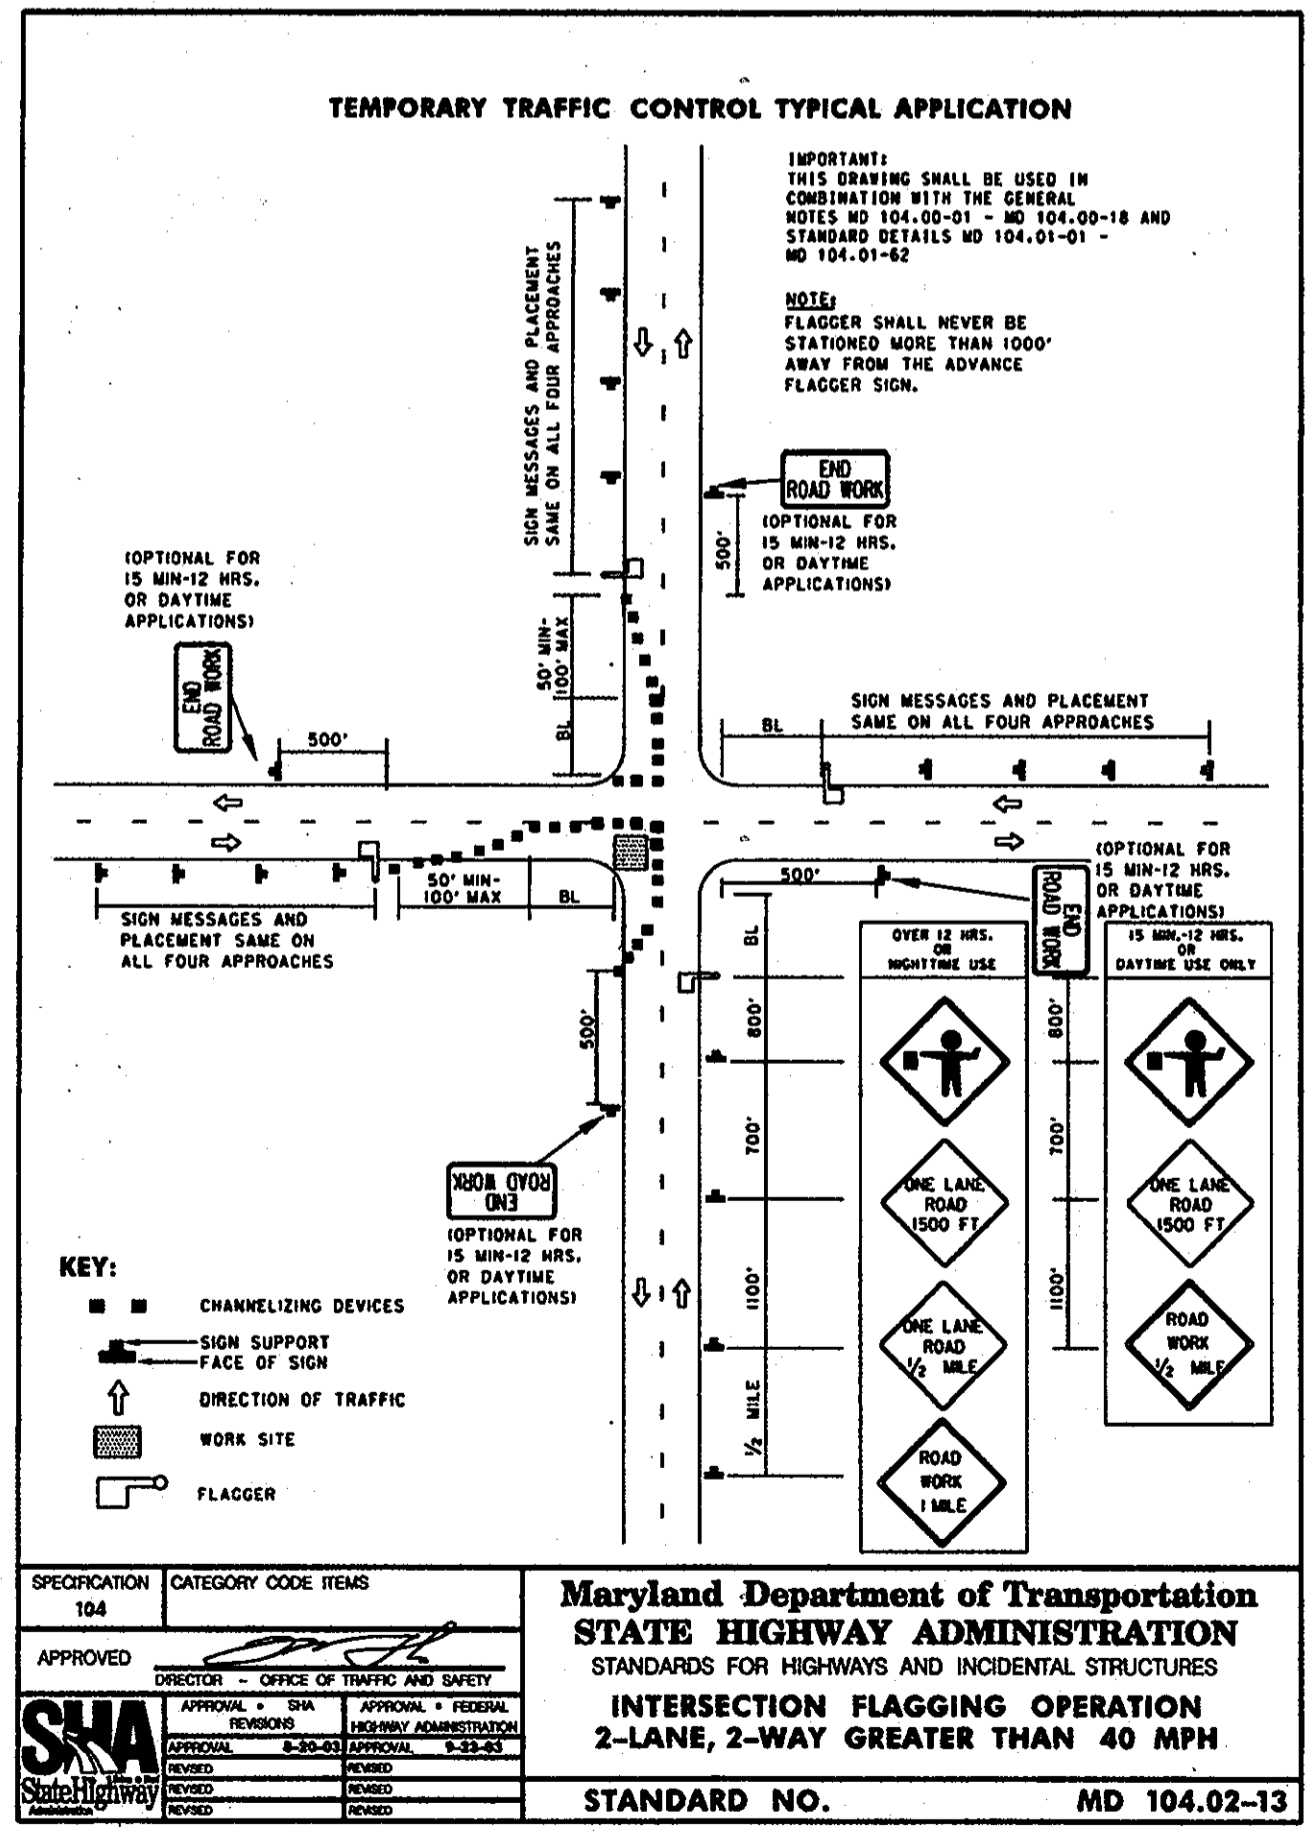 TEMPORARY TRAFFIC CONTROL TYPICAL APPLICATION
IMPORTANT:
THIS DRAWING SHALL BE USED IN
COMBINATION WITH THE GENERAL
NOTES MD 104.00-01 - MD 104.00-18 AND
STANDARD DETAILS MD 104.01-01 -
MD 104.01-62
NOTE:
FLAGGER SHALL NEVER BE
STATIONED MORE THAN 1000'
AWAY FROM THE ADVANCE
FLAGGER SIGN.
SIGN MESSAGES AND PLACEMENT
SAME ON ALL FOUR APPROACHES
END
ROAD WORK
(OPTIONAL FOR
15 MIN-12 HRS.
OR DAYTIME
APPLICATIONS)
500'
(OPTIONAL FOR
15 MIN-12 HRS.
OR DAYTIME
APPLICATIONS)
END
ROAD WORK
500'
50' MIN-
100' MAX
BL
SIGN MESSAGES AND PLACEMENT
SAME ON ALL FOUR APPROACHES
BL
50' MIN-
100' MAX
BL
SIGN MESSAGES AND
PLACEMENT SAME ON
ALL FOUR APPROACHES
500'
(OPTIONAL FOR
15 MIN-12 HRS.
OR DAYTIME
APPLICATIONS)
END
ROAD WORK
BL
800'
700'
1100'
1/2 MILE
OVER 12 HRS.
OR
NIGHTTIME USE
ONE LANE
ROAD
1500 FT
ONE LANE
ROAD
1/2 MILE
ROAD
WORK
1 MILE
800'
700'
1100'
15 MIN.-12 HRS.
OR
DAYTIME USE ONLY
ONE LANE
ROAD
1500 FT
ROAD
WORK
1/2 MILE
500'
END
ROAD WORK
(OPTIONAL FOR
15 MIN-12 HRS.
OR DAYTIME
APPLICATIONS)
KEY:
CHANNELIZING DEVICES
SIGN SUPPORT
FACE OF SIGN
DIRECTION OF TRAFFIC
WORK SITE
FLAGGER
SPECIFICATION
104
CATEGORY CODE ITEMS
APPROVED
DIRECTOR - OFFICE OF TRAFFIC AND SAFETY
SHA
StateHighway
Administration
APPROVAL • SHA
REVISIONS
APPROVAL • FEDERAL
HIGHWAY ADMINISTRATION
APPROVAL 8-20-03
APPROVAL 9-23-03
REVISED
REVISED
REVISED
REVISED
REVISED
REVISED
Maryland Department of Transportation
STATE HIGHWAY ADMINISTRATION
STANDARDS FOR HIGHWAYS AND INCIDENTAL STRUCTURES
INTERSECTION FLAGGING OPERATION
2-LANE, 2-WAY GREATER THAN 40 MPH
STANDARD NO. MD 104.02-13